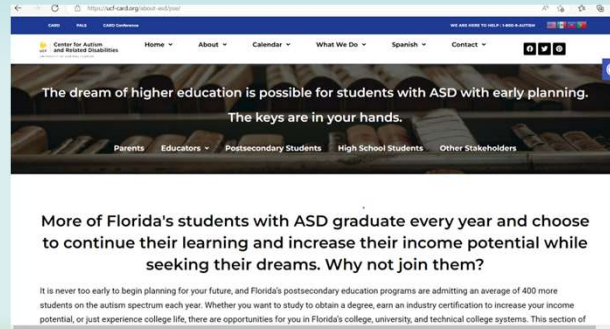 https://ucf-card.org/about-asd/pse/
CARD PALS CARD Conference WE ARE HERE TO HELP! 1-888-9-AUTISM
Center for Autism
and Related Disabilities
UCF
Home About Calendar What We Do Spanish Contact
The dream of higher education is possible for students with ASD with early planning.
The keys are in your hands.
Parents Educators Postsecondary Students High School Students Other Stakeholders
More of Florida's students with ASD graduate every year and choose
to continue their learning and increase their income potential while
seeking their dreams. Why not join them?
It is never too early to begin planning for your future, and Florida's postsecondary education programs are admitting an average of 400 more
students on the autism spectrum each year. Whether you want to study to obtain a degree, earn an industry certification to increase your income
potential, or just experience college life, there are opportunities for you in Florida's college, university, and technical college systems. This section of